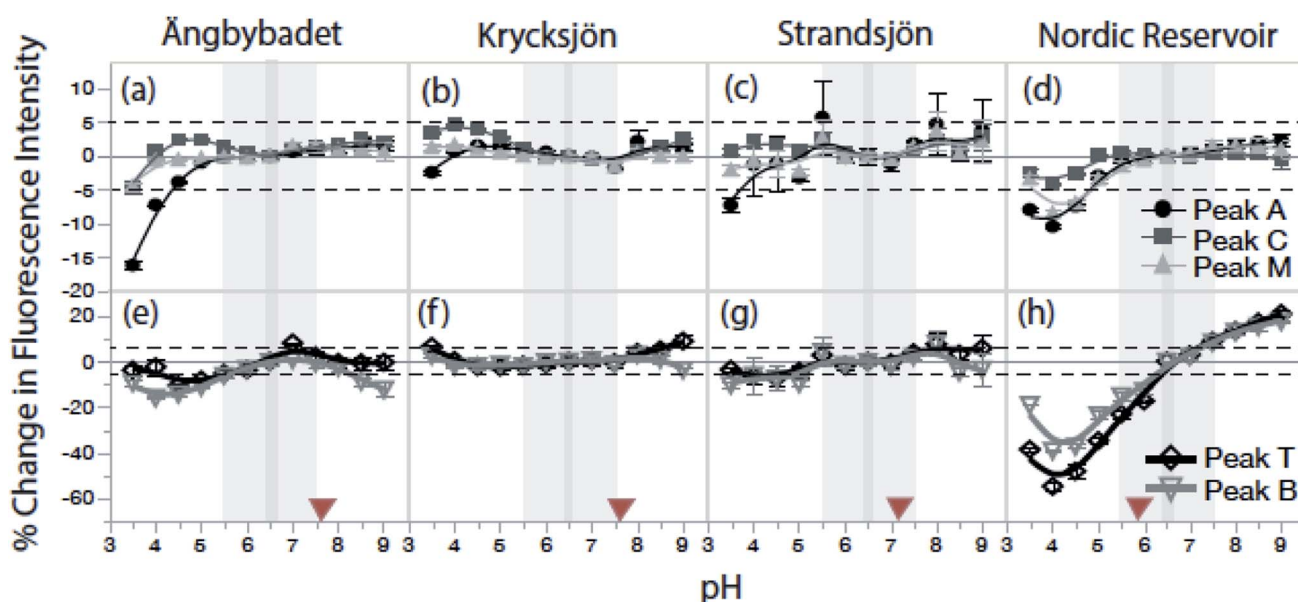 Ängbybadet Krycksjön Strandsjön Nordic Reservoir
% Change in Fluorescence Intensity
(a) (b) (c) (d)
10
5
0
-5
-10
-15
-20
Peak A
Peak C
Peak M
(e) (f) (g) (h)
20
0
-20
-40
-60
Peak T
Peak B
3 4 5 6 7 8 9 3 4 5 6 7 8 9 3 4 5 6 7 8 9 3 4 5 6 7 8 9
pH